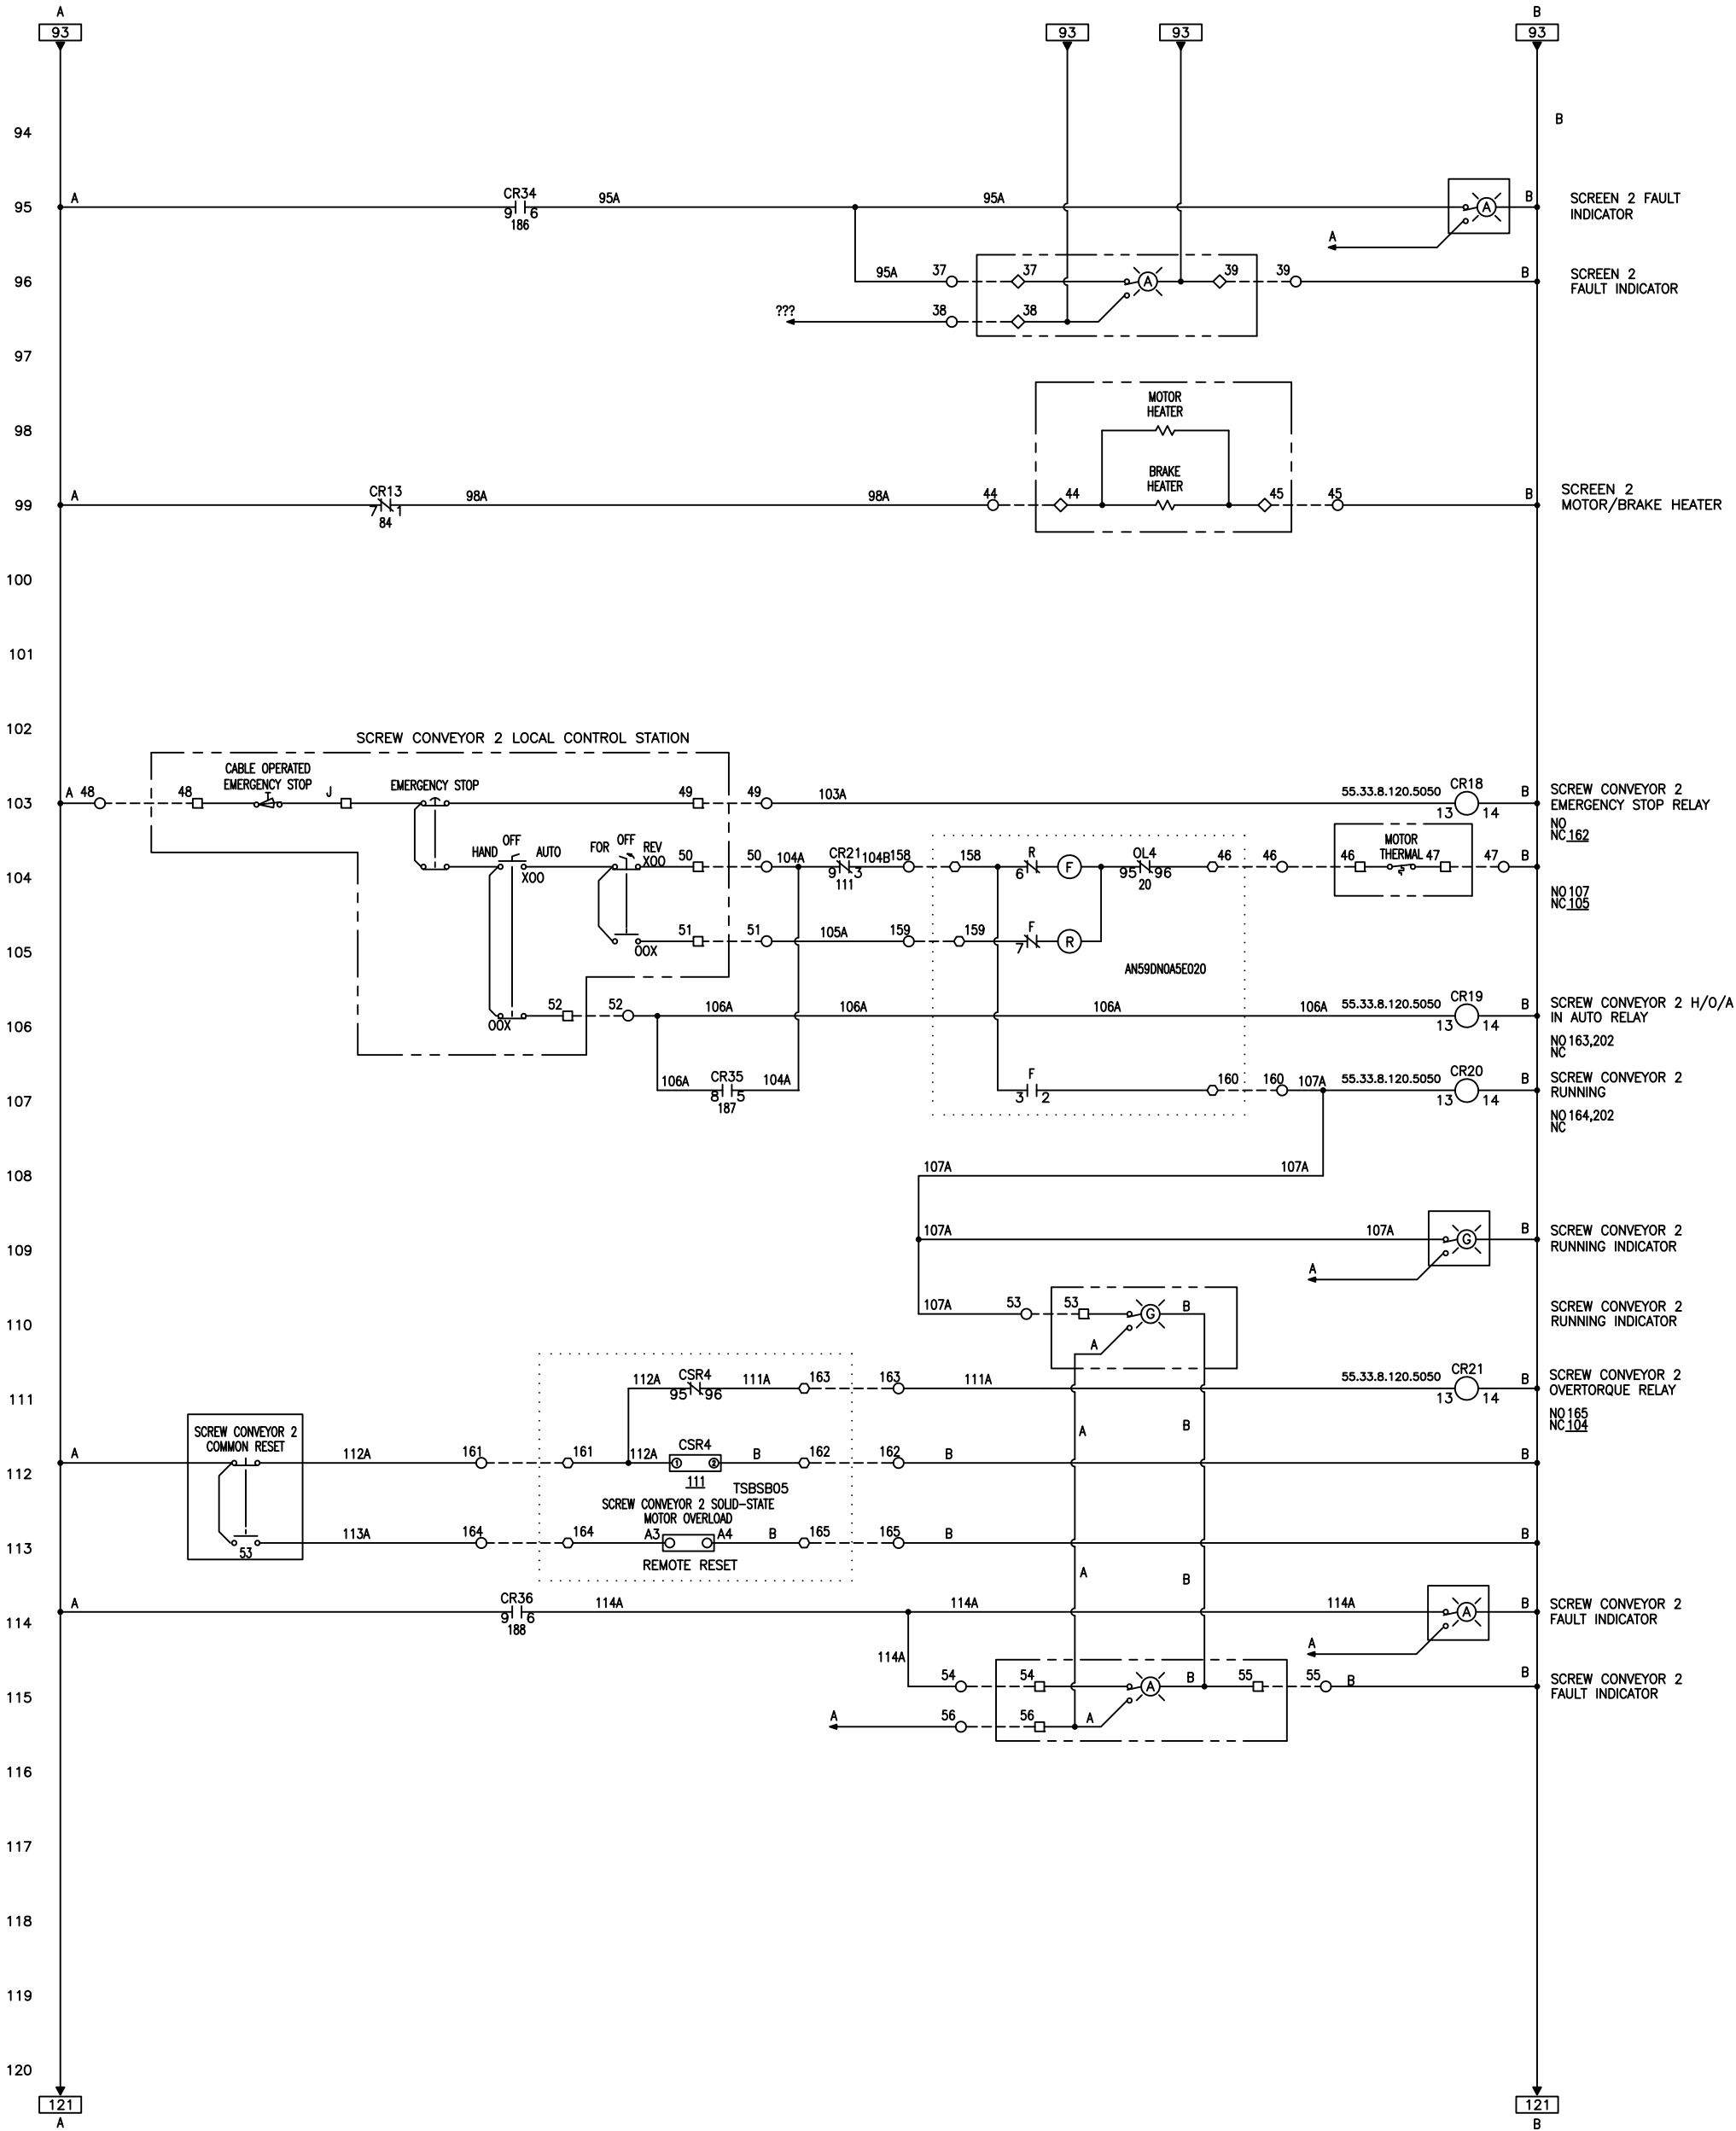 A B
93 93 93 93
94 B
A CR34 95A 95A B SCREEN 2 FAULT
95 9 6 A INDICATOR
186
A
95A 37 37 A 39 39 B SCREEN 2
96 FAULT INDICATOR
??? 38 38
97
MOTOR
HEATER
98
BRAKE
HEATER
A CR13 98A 98A 44 44 45 45 B SCREEN 2
99 7 1 MOTOR/BRAKE HEATER
84
100
101
102
SCREW CONVEYOR 2 LOCAL CONTROL STATION
CABLE OPERATED
EMERGENCY STOP EMERGENCY STOP
A 48 48 J 49 49 103A 55.33.8.120.5050 CR18 B SCREW CONVEYOR 2
103 13 14 EMERGENCY STOP RELAY
NO
NC 162
HAND OFF AUTO FOR OFF REV
XOO XOO
50 50 104A CR21 104B 158 158 R F OL4 46 46 46 MOTOR
THERMAL 47 47 B
104 9 3 6 95 96
111 20
NO 107
NC 105
51 51 105A 159 159 F R
105 OOX 7
AN59DN0A5E020
52 52 106A 106A 106A 106A 55.33.8.120.5050 CR19 B SCREW CONVEYOR 2 H/O/A
106 OOX 13 14 IN AUTO RELAY
NO 163,202
NC
106A CR35 104A F 160 160 107A 55.33.8.120.5050 CR20 B SCREW CONVEYOR 2
107 8 5 3 2 13 14 RUNNING
187
NO 164,202
NC
107A 107A
108
107A 107A G B SCREW CONVEYOR 2
109 RUNNING INDICATOR
A
107A 53 53 G B SCREW CONVEYOR 2
110 RUNNING INDICATOR
A
112A CSR4 111A 163 163 111A 55.33.8.120.5050 CR21 B SCREW CONVEYOR 2
111 95 96 13 14 OVERTORQUE RELAY
NO 165
NC 104
A B
SCREW CONVEYOR 2
COMMON RESET
A 112A 161 161 112A CSR4 B 162 162 B B
112 1 2
111 TSBSB05
SCREW CONVEYOR 2 SOLID-STATE
MOTOR OVERLOAD
113A 164 164 A3 A4 B 165 165 B B
113 53
REMOTE RESET
A B
A CR36 114A 114A 114A A B SCREW CONVEYOR 2
114 9 6 FAULT INDICATOR
188
A
114A
54 54 A B 55 55 B B SCREW CONVEYOR 2
115 FAULT INDICATOR
A 56 56 A
116
117
118
119
120
121 121
A B